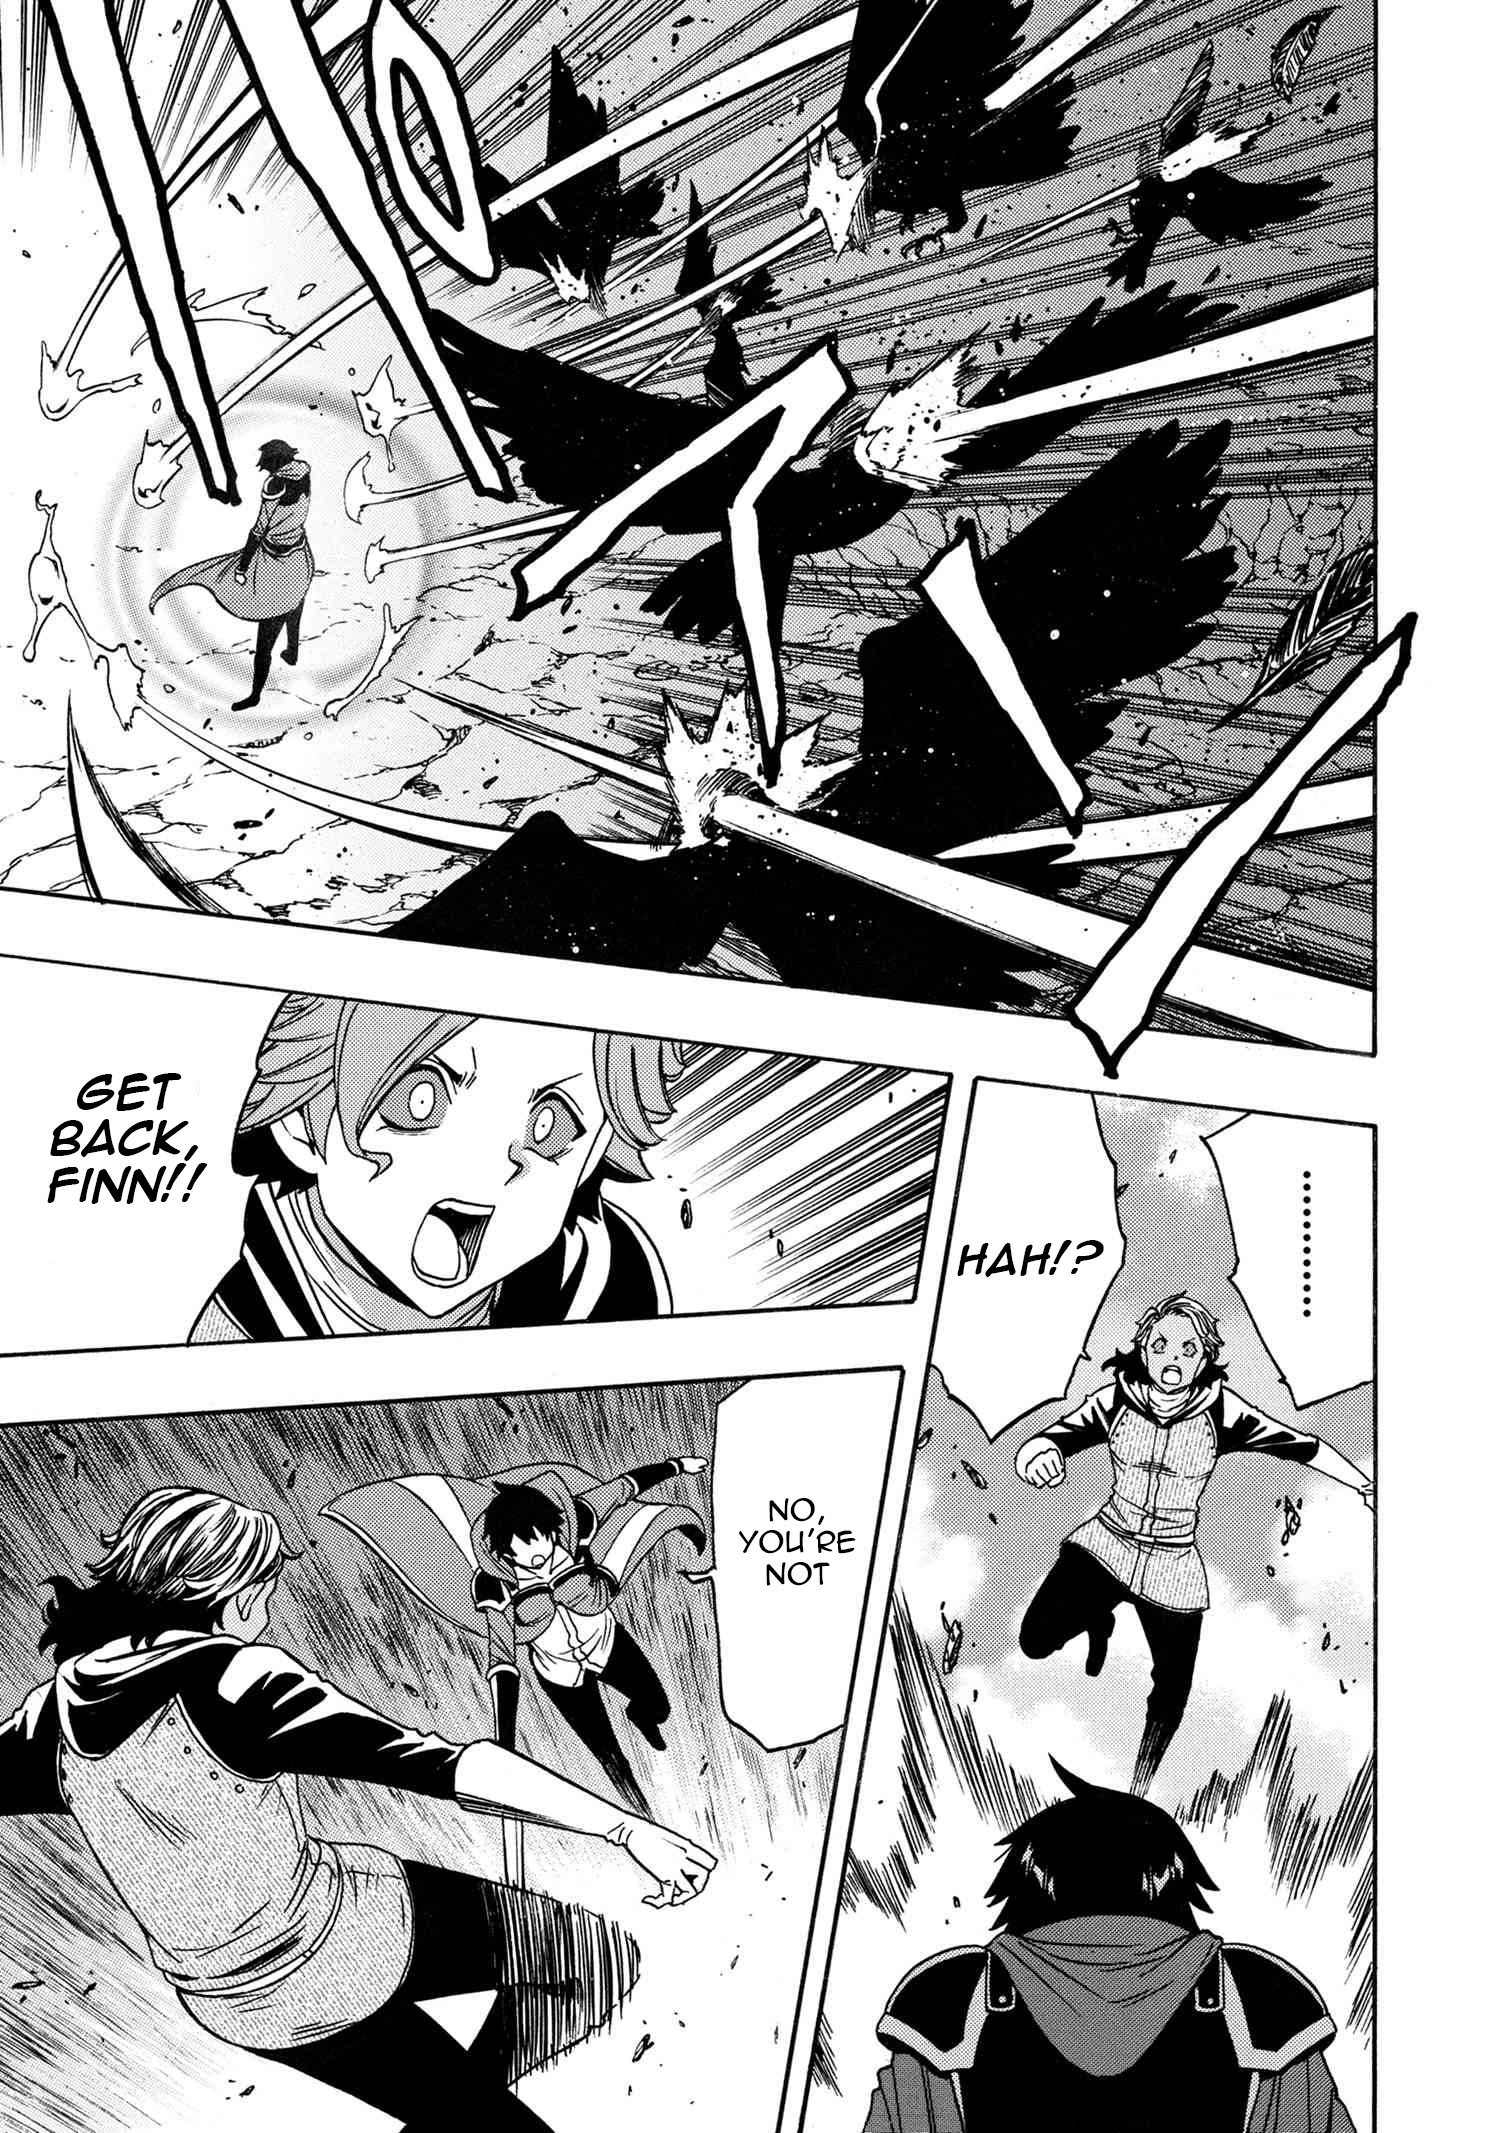 GET
BACK,
FINN!!
.........
HAH!?
NO,
YOU'RE
NOT